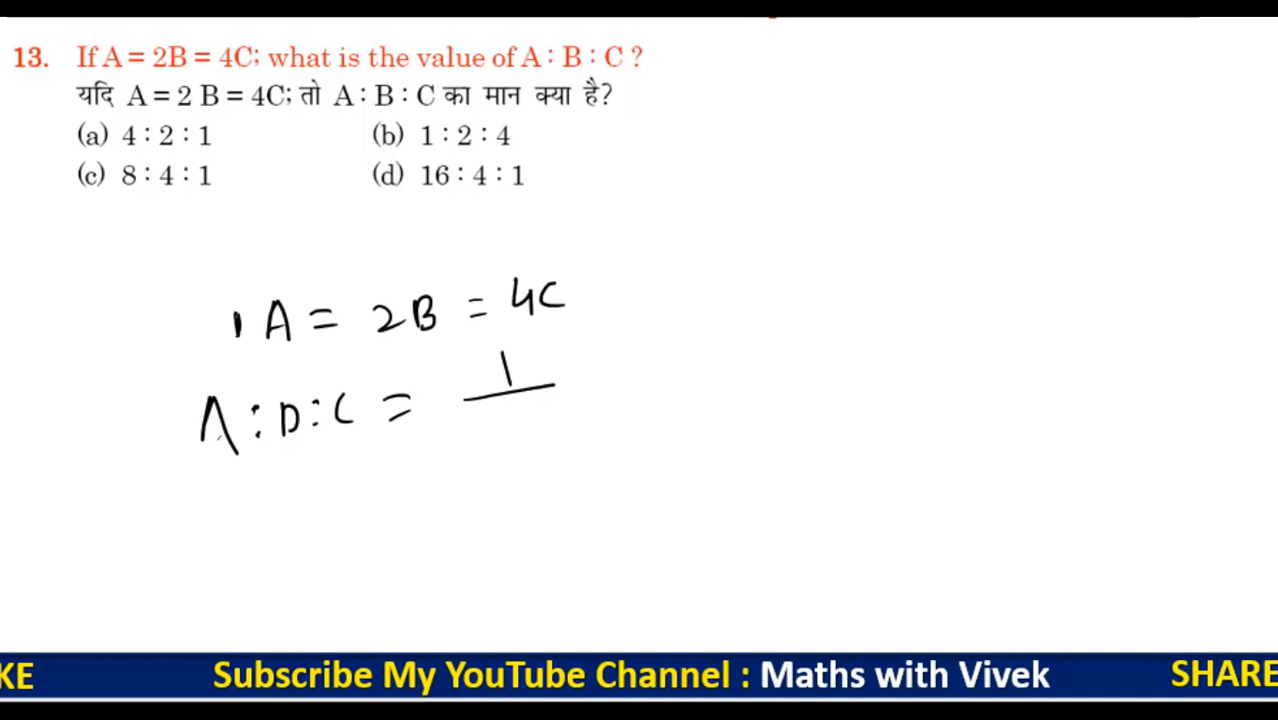 13. If A = 2B = 4C; what is the value of A : B : C ?
यदि A = 2 B = 4C; तो A : B : C का मान क्या है?
(a) 4 : 2 : 1 (b) 1 : 2 : 4
(c) 8 : 4 : 1 (d) 16 : 4 : 1
1 A = 2B = 4C
A : D : C = 1
KE Subscribe My YouTube Channel : Maths with Vivek SHARE